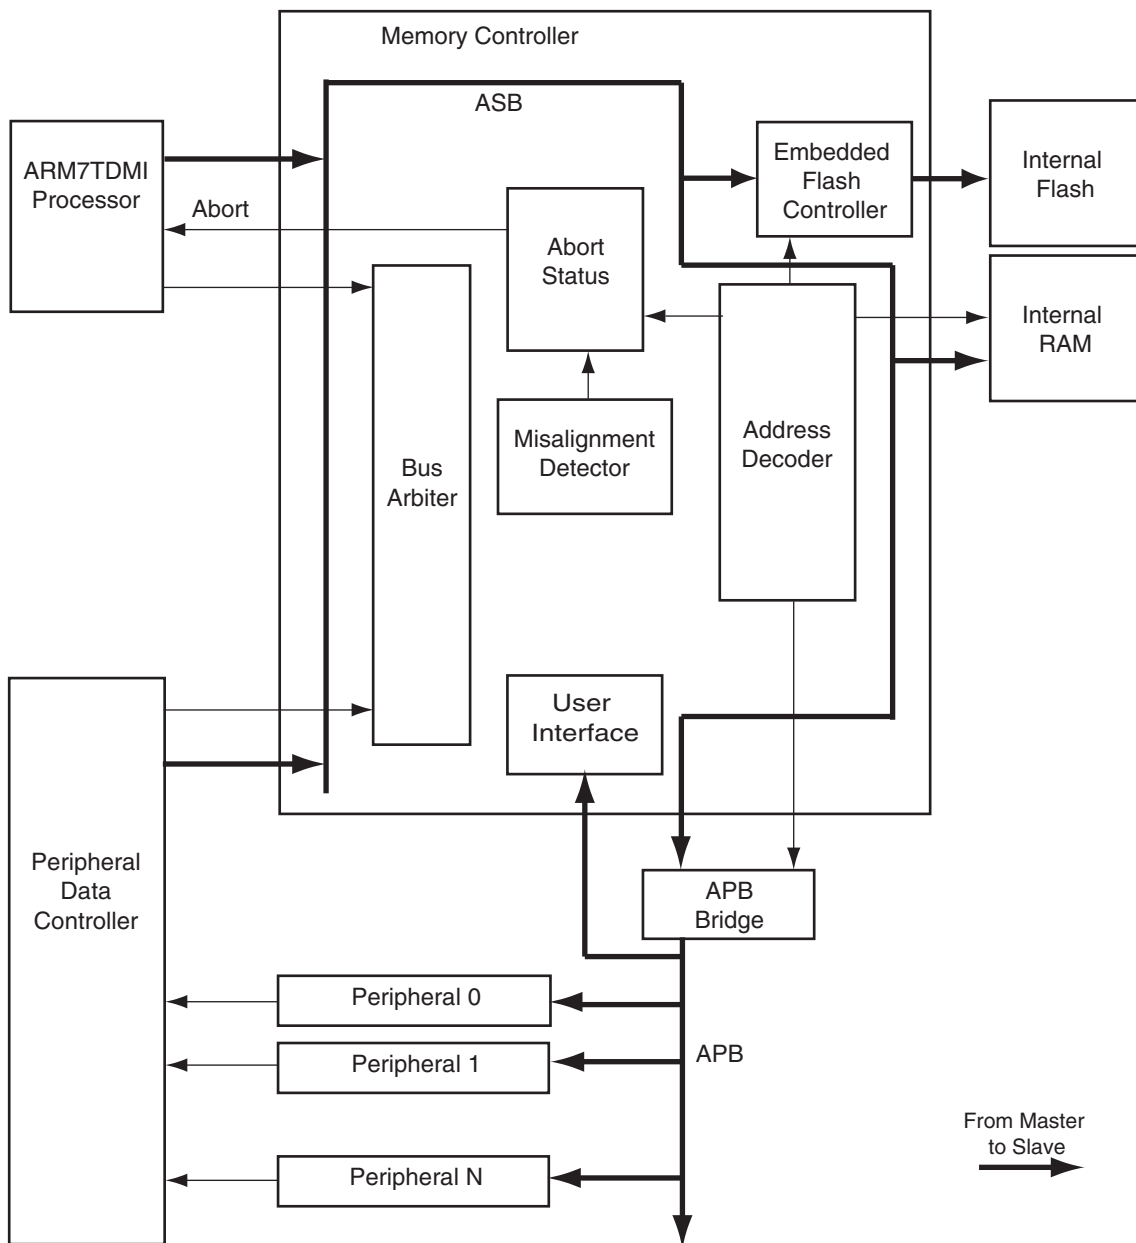 Memory Controller
ASB
ARM7TDMI
Processor
Abort
Embedded
Flash
Controller
Internal
Flash
Abort
Status
Internal
RAM
Misalignment
Detector
Address
Decoder
Bus
Arbiter
User
Interface
Peripheral
Data
Controller
APB
Bridge
Peripheral 0
Peripheral 1
APB
Peripheral N
From Master
to Slave